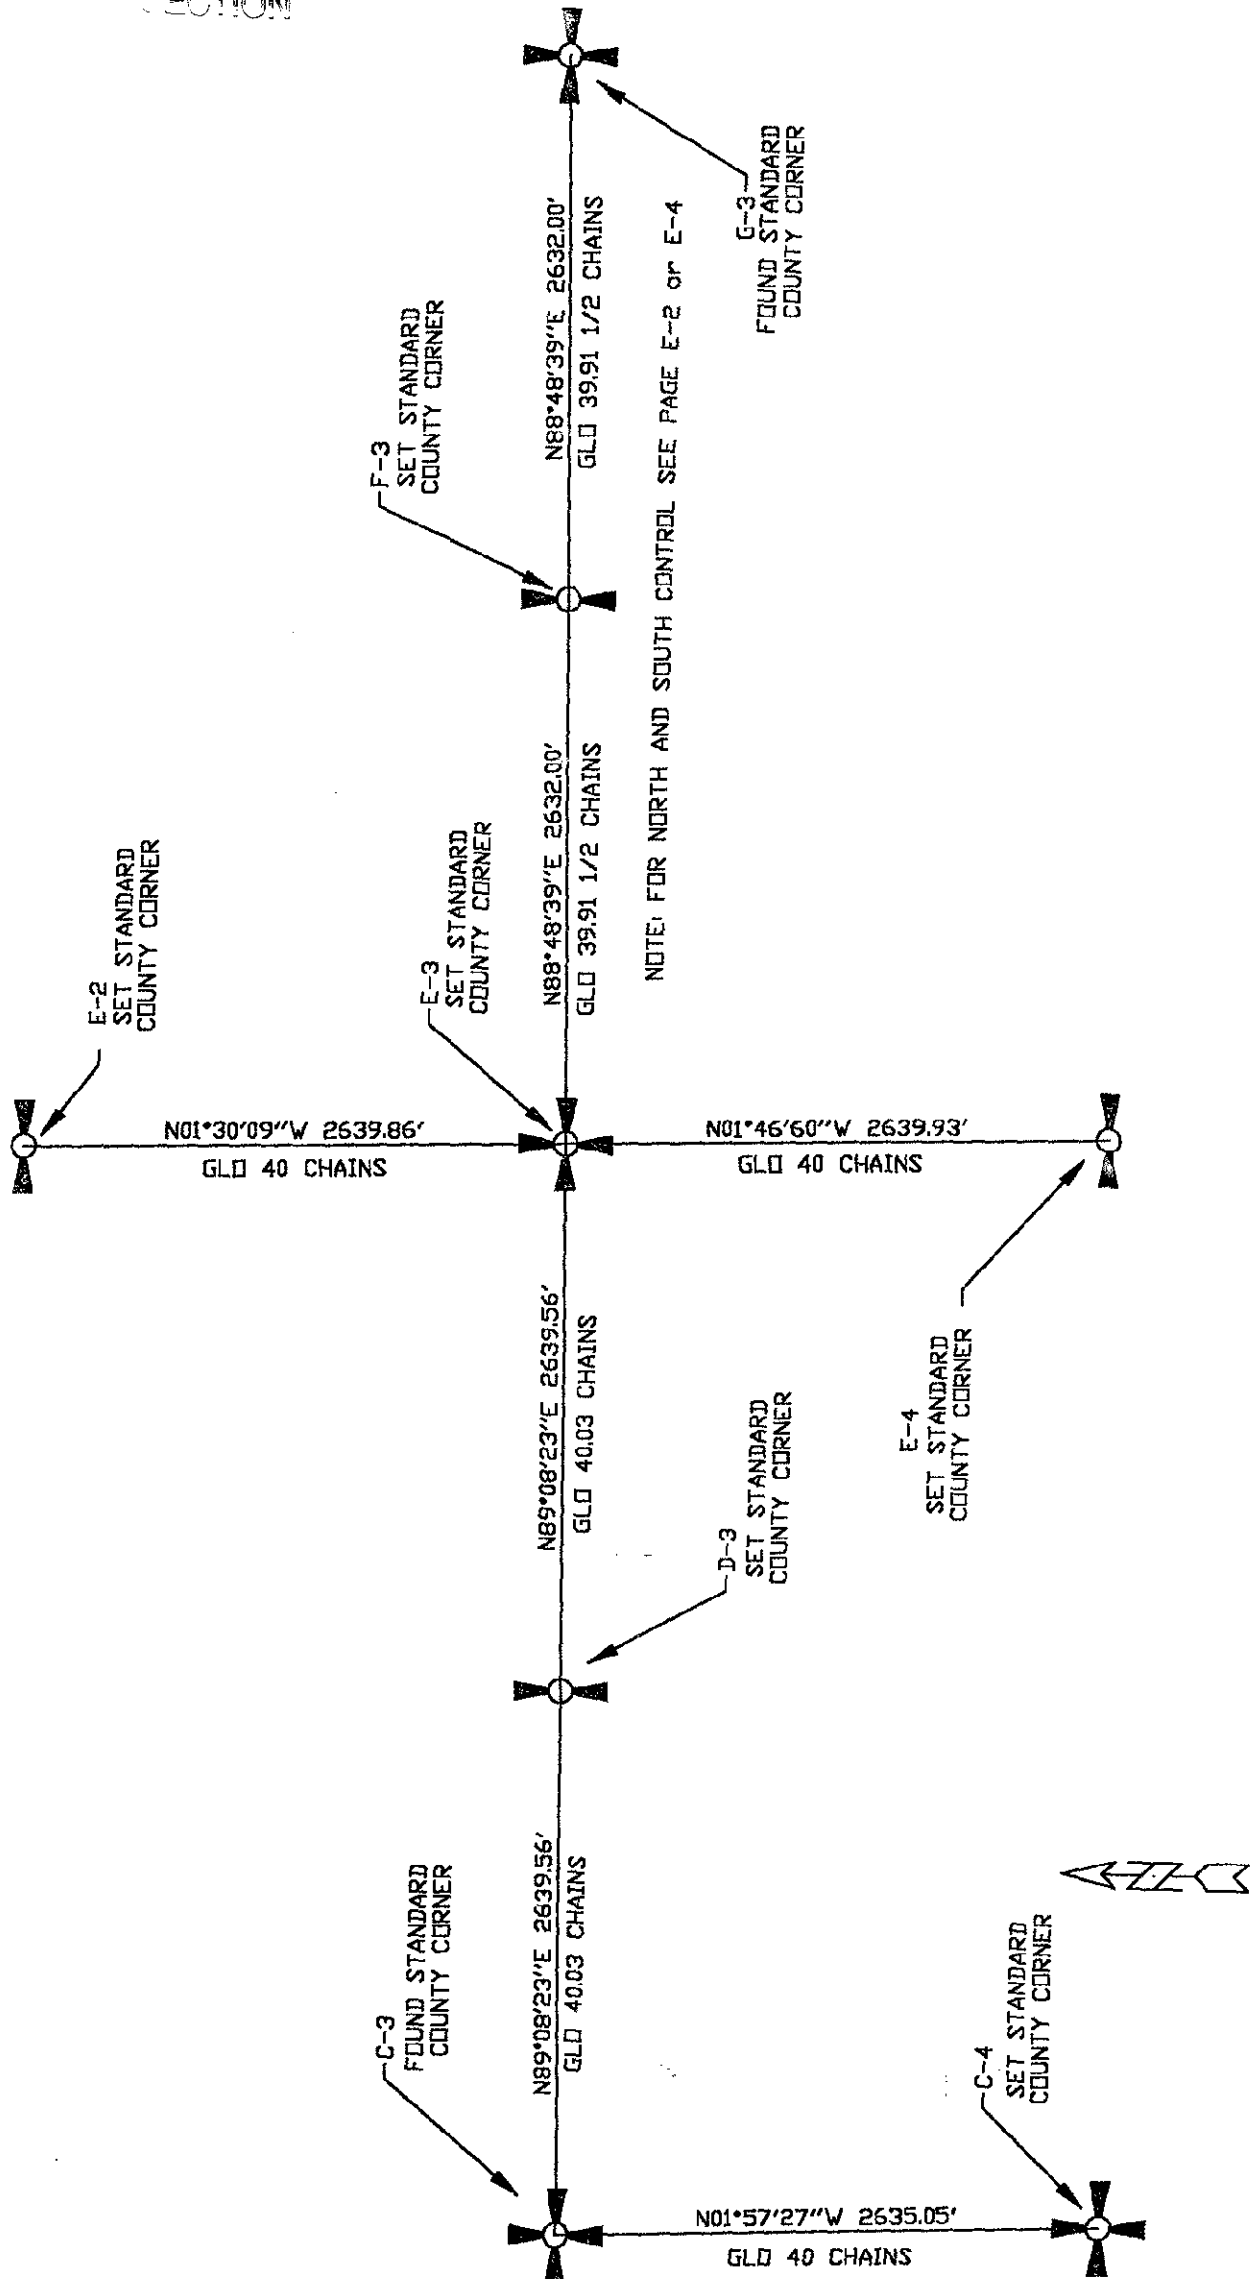 SECTION
E-2
SET STANDARD
COUNTY CORNER
G-3
FOUND STANDARD
COUNTY CORNER
F-3
SET STANDARD
COUNTY CORNER
N88°48'39"E 2632.00'
GLO 39.91 1/2 CHAINS
N88°48'39"E 2632.00'
GLO 39.91 1/2 CHAINS
NOTE: FOR NORTH AND SOUTH CONTROL SEE PAGE E-2 or E-4
E-3
SET STANDARD
COUNTY CORNER
N01°30'09"W 2639.86'
GLO 40 CHAINS
N01°46'60"W 2639.93'
GLO 40 CHAINS
N89°08'23"E 2639.56'
GLO 40.03 CHAINS
E-4
SET STANDARD
COUNTY CORNER
D-3
SET STANDARD
COUNTY CORNER
N89°08'23"E 2639.56'
GLO 40.03 CHAINS
C-3
FOUND STANDARD
COUNTY CORNER
C-4
SET STANDARD
COUNTY CORNER
N01°57'27"W 2635.05'
GLO 40 CHAINS
N